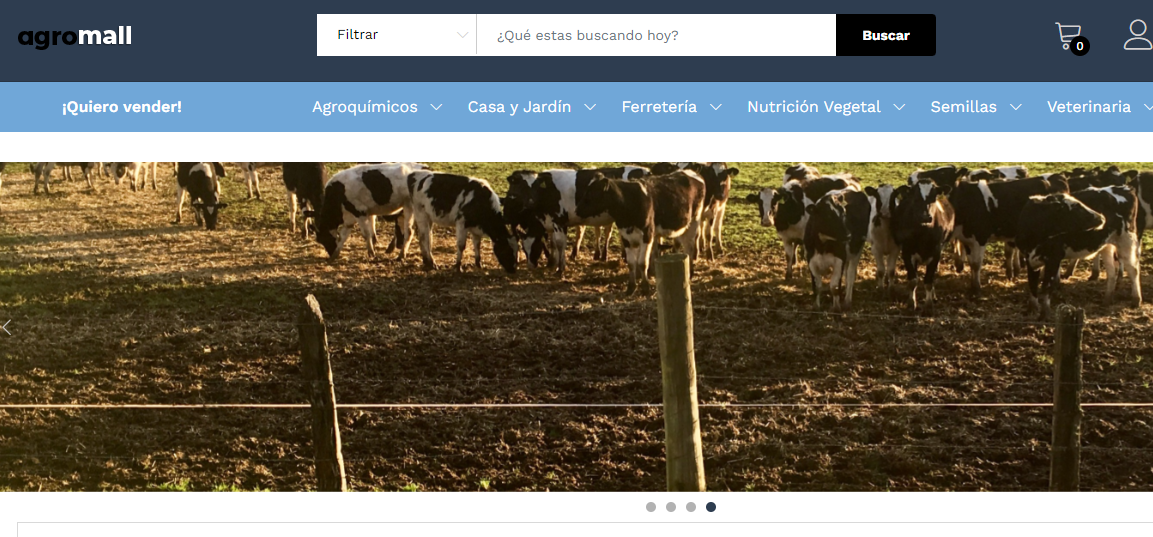 agromall
Filtrar
¿Qué estas buscando hoy?
Buscar
0
¡Quiero vender!
Agroquímicos
Casa y Jardín
Ferretería
Nutrición Vegetal
Semillas
Veterinaria